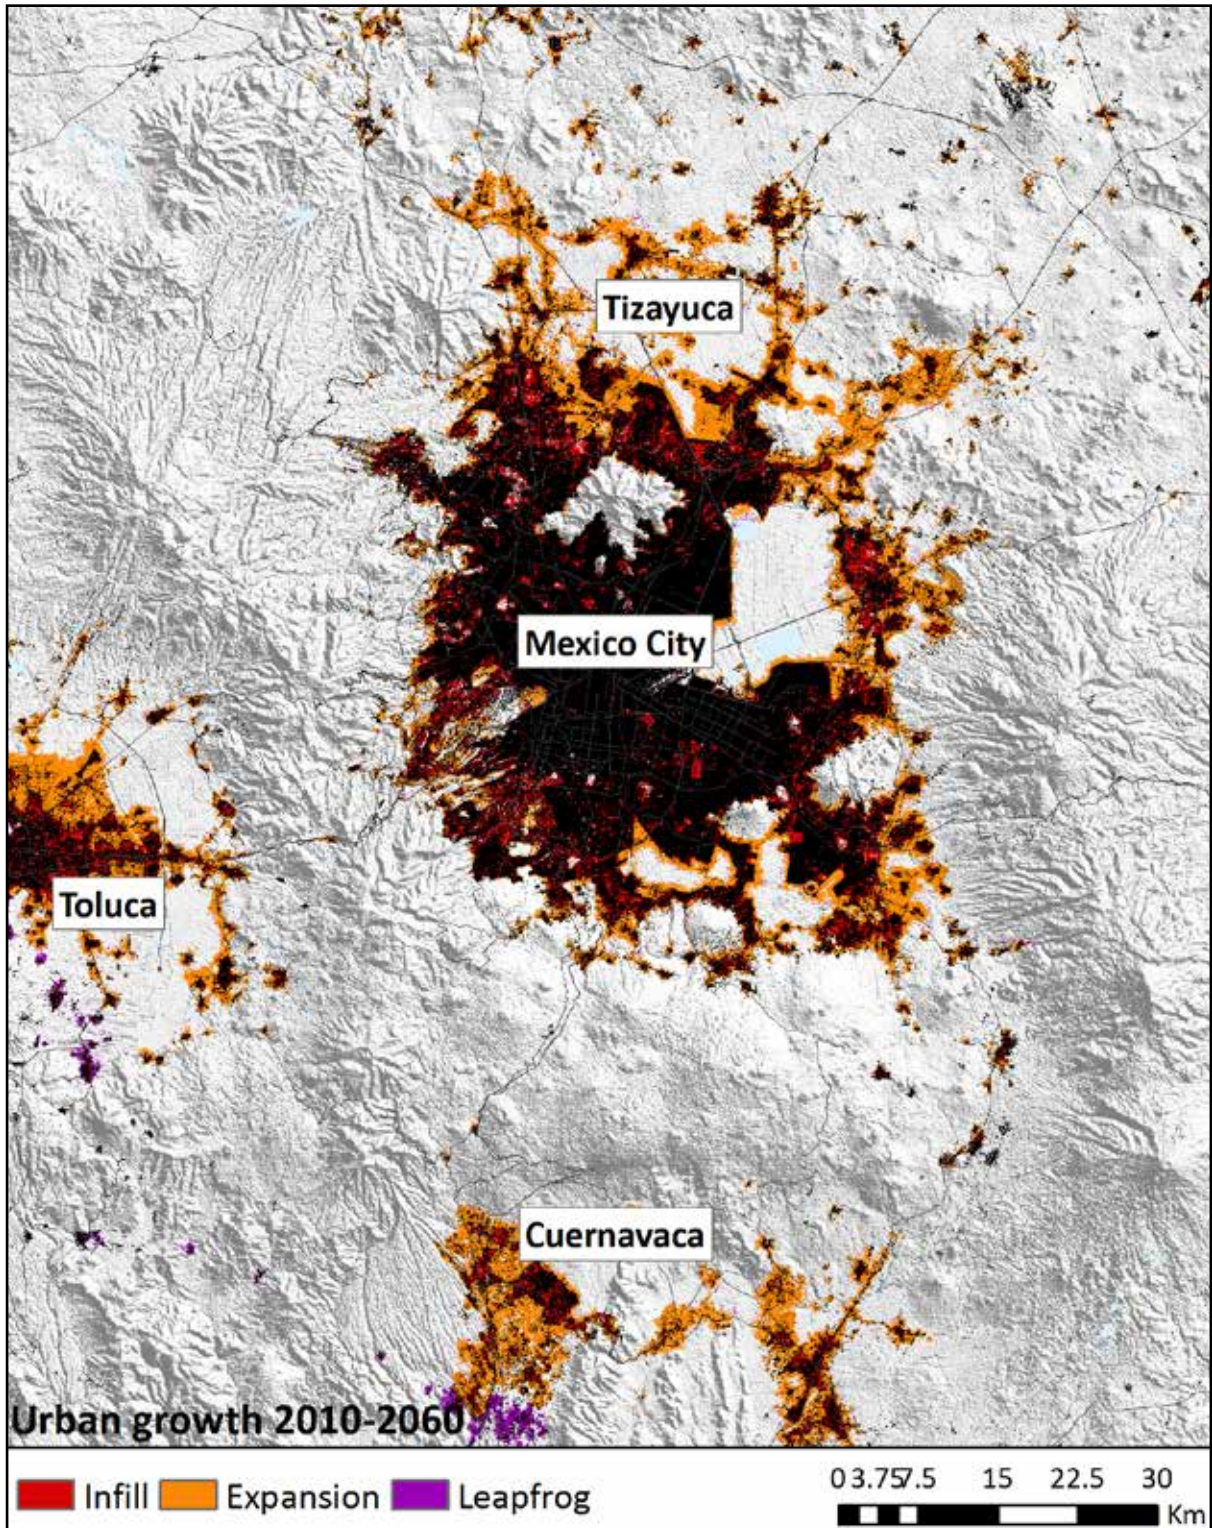 Tizayuca
Mexico City
Toluca
Cuernavaca
Urban growth 2010-2060
Infill Expansion Leapfrog
0 3.75 7.5 15 22.5 30
Km